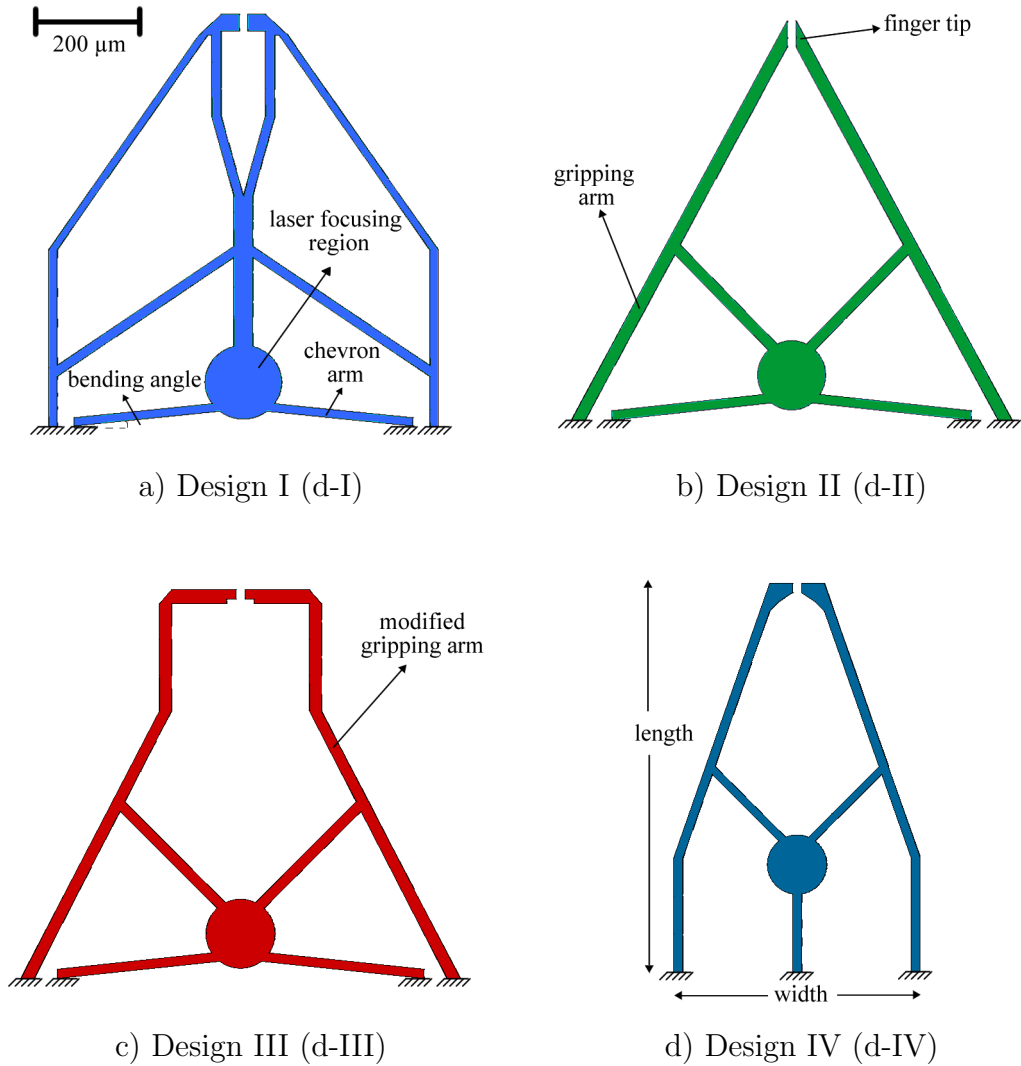 200 μm
laser focusing
region
chevron
arm
bending angle
a) Design I (d-I)
finger tip
gripping
arm
b) Design II (d-II)
modified
gripping arm
c) Design III (d-III)
length
width
d) Design IV (d-IV)